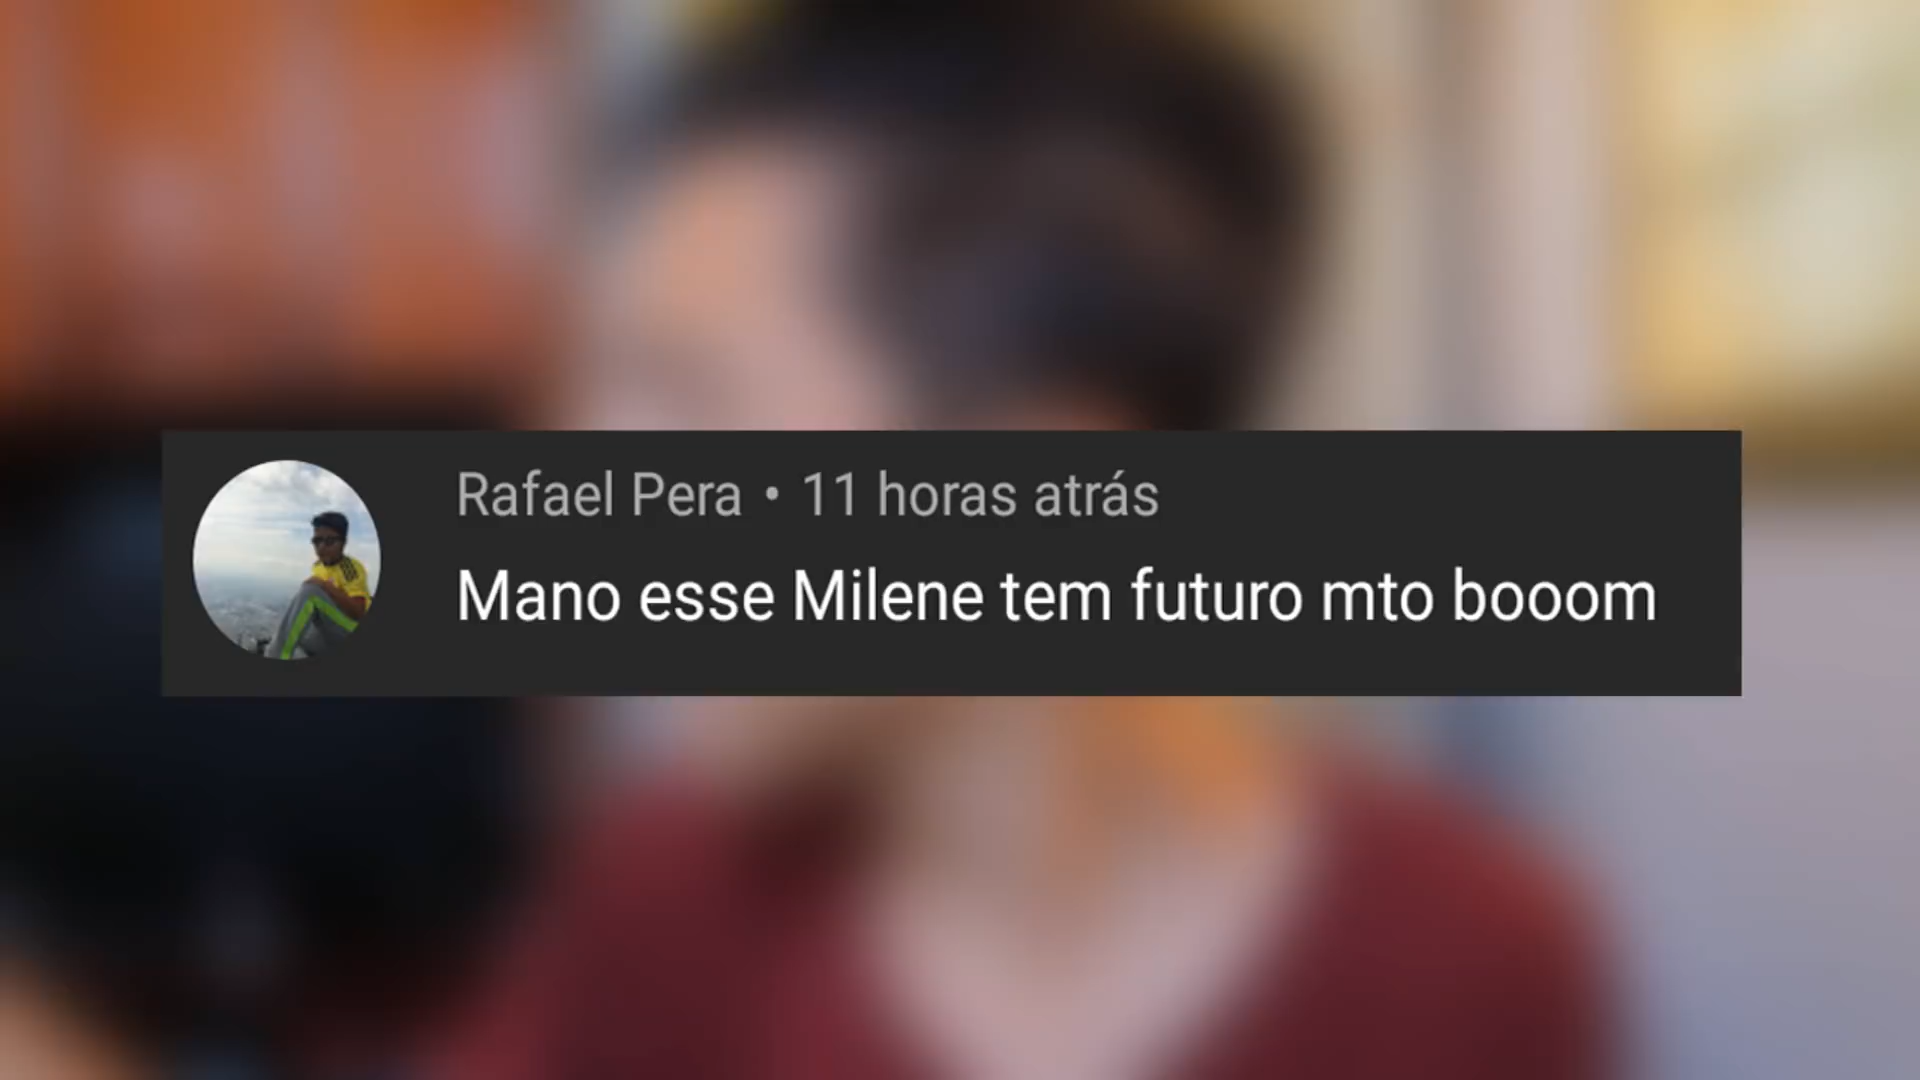 Rafael Pera • 11 horas atrás
Mano esse Milene tem futuro mto booom